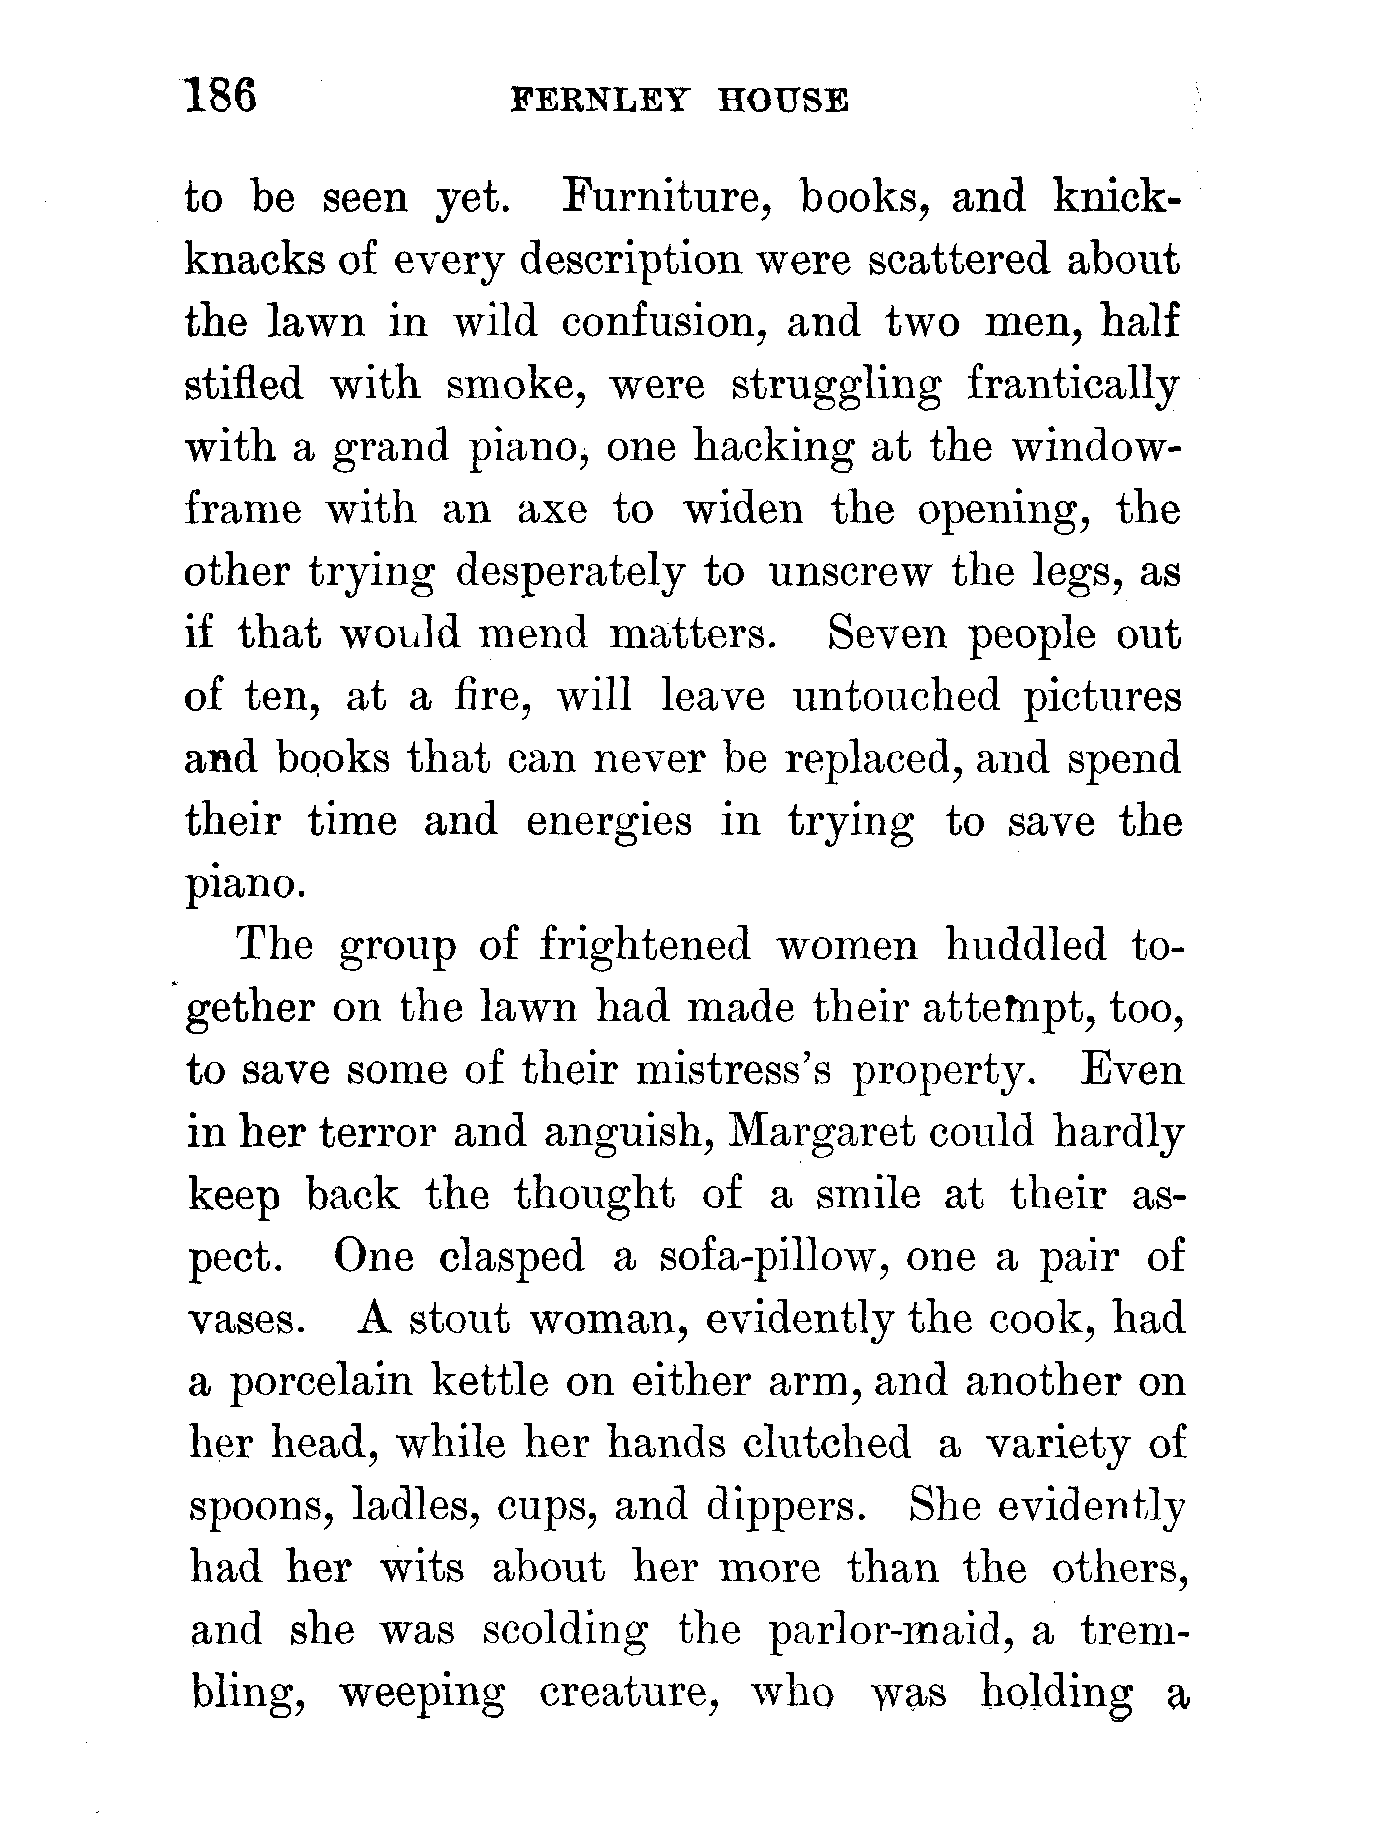 186 FERNLEY HOUSE
to be seen yet. Furniture, books, and knick-
knacks of every description were scattered about
the lawn in wild confusion, and two men, half
stifled with smoke, were struggling frantically
with a grand piano, one hacking at the window-
frame with an axe to widen the opening, the
other trying desperately to unscrew the legs, as
if that would mend matters. Seven people out
of ten, at a fire, will leave untouched pictures
and books that can never be replaced, and spend
their time and energies in trying to save the
piano.
The group of frightened women huddled to-
gether on the lawn had made their attempt, too,
to save some of their mistress's property. Even
in her terror and anguish, Margaret could hardly
keep back the thought of a smile at their as-
pect. One clasped a sofa-pillow, one a pair of
vases. A stout woman, evidently the cook, had
a porcelain kettle on either arm, and another on
her head, while her hands clutched a variety of
spoons, ladles, cups, and dippers. She evidently
had her wits about her more than the others,
and she was scolding the parlor-maid, a trem-
bling, weeping creature, who was holding a